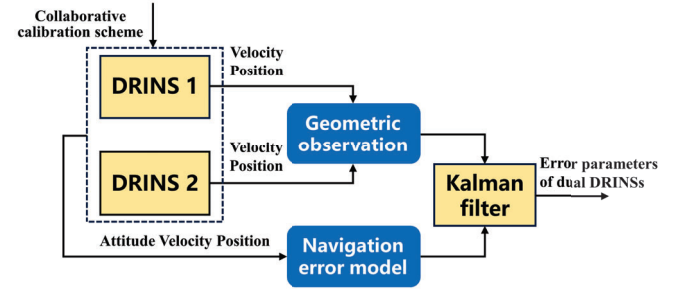 Collaborative
calibration scheme
Velocity
Position
DRINS 1
Geometric
observation
Velocity
Position
DRINS 2
Kalman
filter
Error parameters
of dual DRINSs
Attitude Velocity Position
Navigation
error model